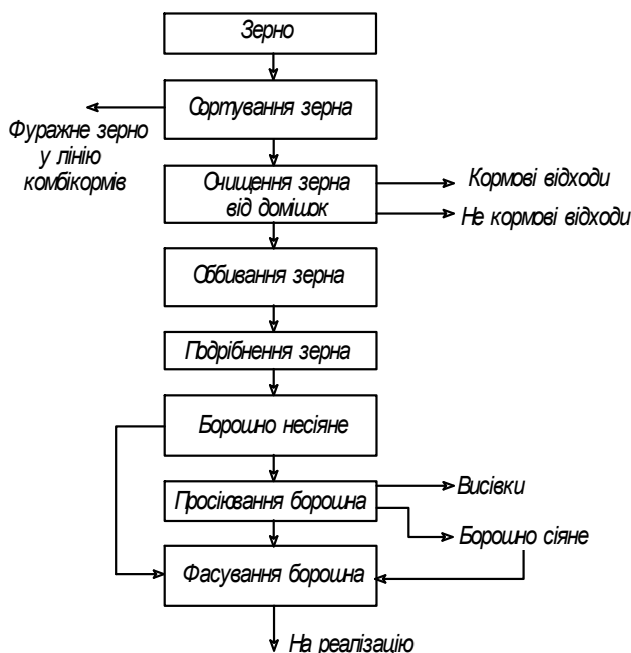 Зерно
Сортування зерна
Фуражне зерно
у лінію
комбікормів
Очищення зерна
від домішок
Кормові відходи
Не кормові відходи
Оббивання зерна
Подрібнення зерна
Борошно несіяне
Просіювання борошна
Висівки
Борошно сіяне
Фасування борошна
На реалізацію